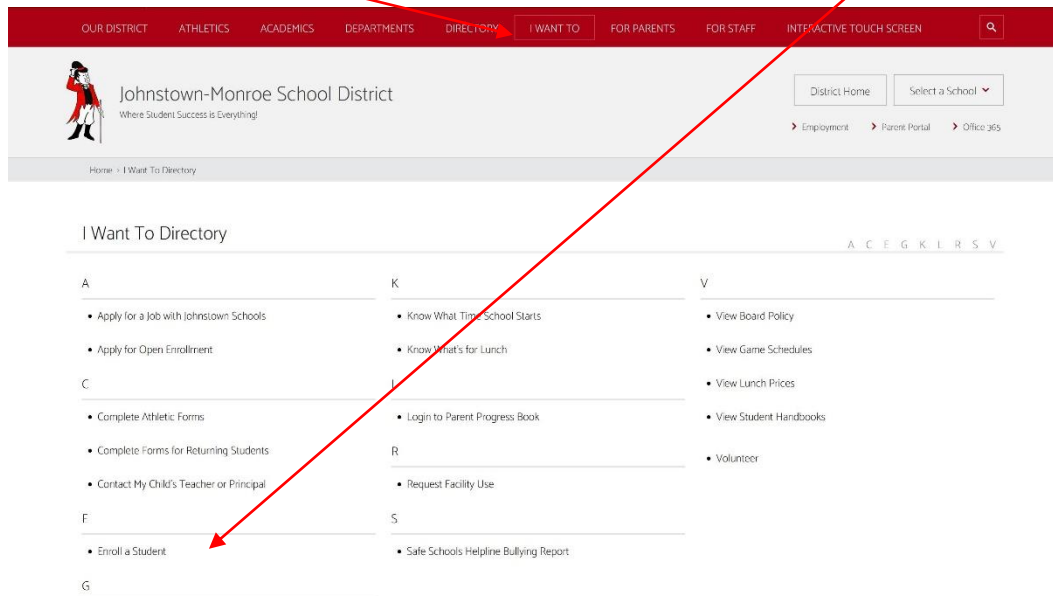 OUR DISTRICT ATHLETICS ACADEMICS DEPARTMENTS DIRECTORY I WANT TO FOR PARENTS FOR STAFF INTERACTIVE TOUCH SCREEN
Johnstown-Monroe School District
Where Student Success is Everything!
District Home Select a School
Employment Parent Portal Office 365
Home I Want To Directory
I Want To Directory
A C E G K L R S V
A
• Apply for a Job with Johnstown Schools
• Apply for Open Enrollment
C
• Complete Athletic Forms
• Complete Forms for Returning Students
• Contact My Child's Teacher or Principal
E
• Enroll a Student
G
K
• Know What Time School Starts
• Know What's for Lunch
L
• Login to Parent Progress Book
R
• Request Facility Use
S
• Safe Schools Helpline Bullying Report
V
• View Board Policy
• View Game Schedules
• View Lunch Prices
• View Student Handbooks
• Volunteer